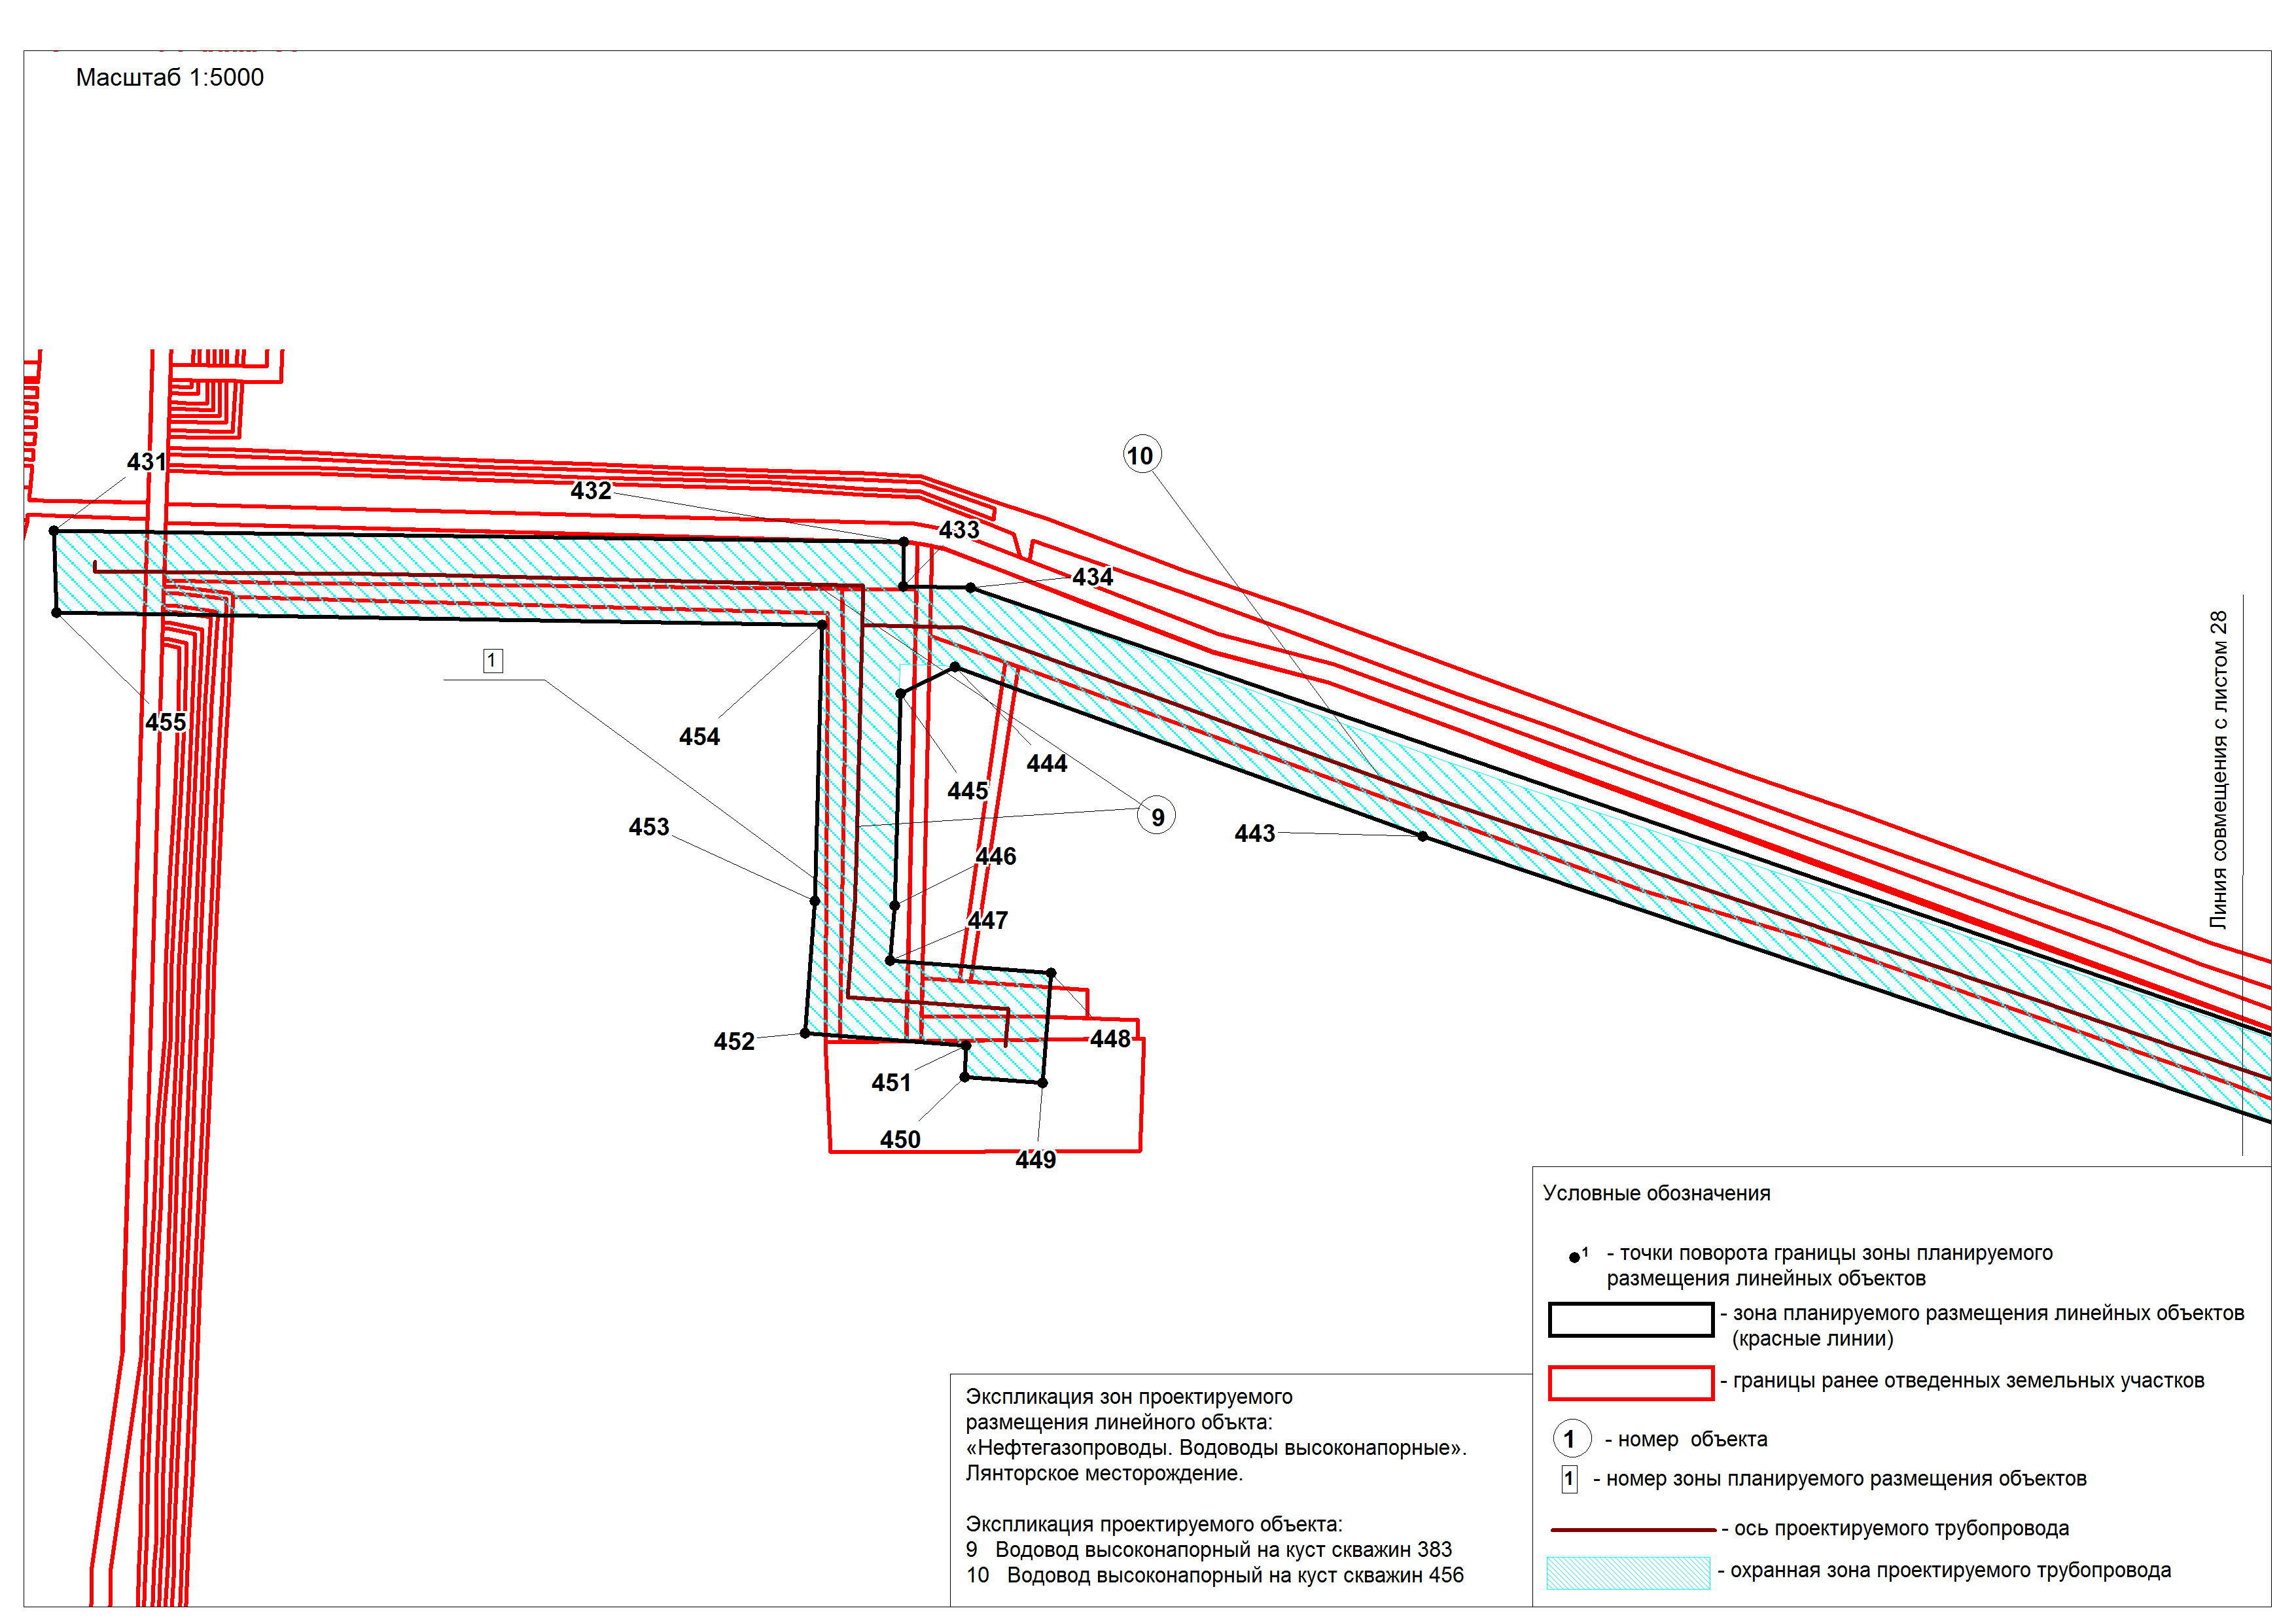 Масштаб 1:5000
431
432
433
434
10
455
1
454
444
445
453
9
443
446
447
452
448
451
450
449
Линия совмещения с листом 28
Условные обозначения
1 - точки поворота границы зоны планируемого
размещения линейных объектов
- зона планируемого размещения линейных объектов
(красные линии)
- границы ранее отведенных земельных участков
1 - номер объекта
1 - номер зоны планируемого размещения объектов
- ось проектируемого трубопровода
- охранная зона проектируемого трубопровода
Экспликация зон проектируемого
размещения линейного объкта:
«Нефтегазопроводы. Водоводы высоконапорные».
Лянторское месторождение.
Экспликация проектируемого объекта:
9 Водовод высоконапорный на куст скважин 383
10 Водовод высоконапорный на куст скважин 456